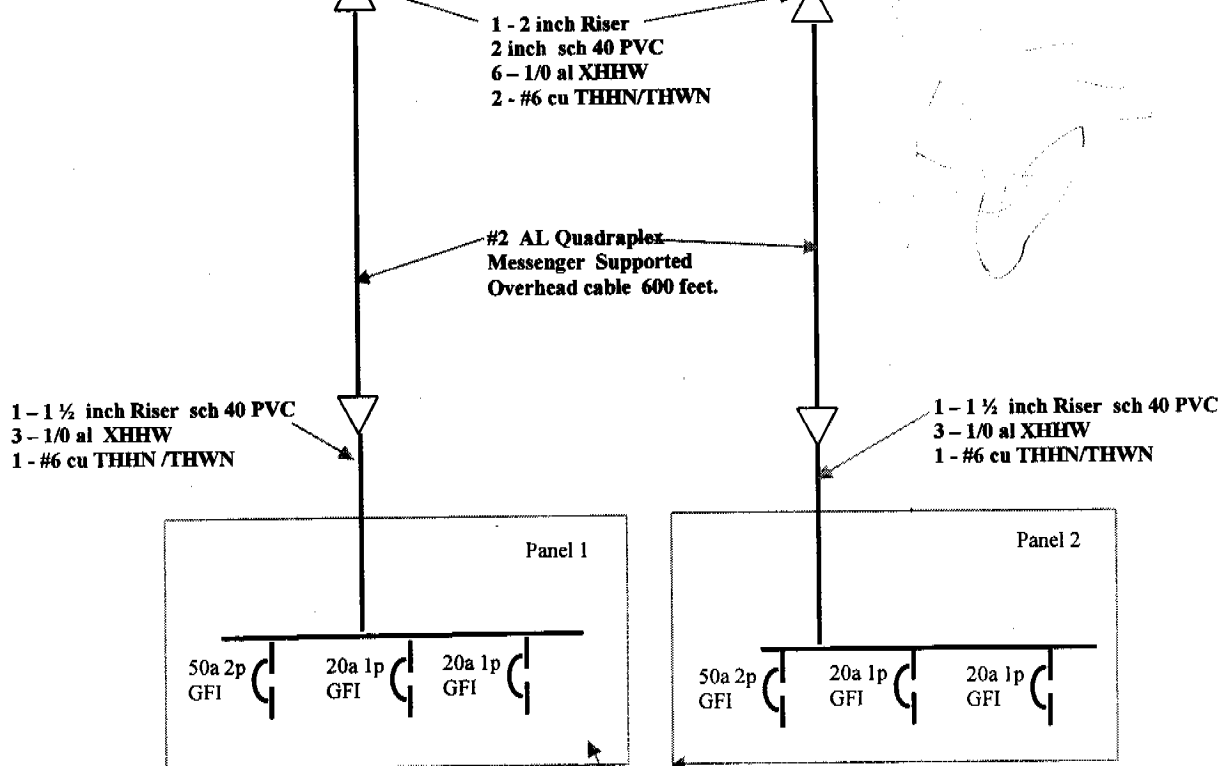 1 - 2 inch Riser
2 inch sch 40 PVC
6 – 1/0 al XHHW
2 - #6 cu THHN/THWN
#2 AL Quadraplex
Messenger Supported
Overhead cable 600 feet.
1 – 1 ½ inch Riser sch 40 PVC
3 – 1/0 al XHHW
1 - #6 cu THHN /THWN
1 – 1 ½ inch Riser sch 40 PVC
3 – 1/0 al XHHW
1 - #6 cu THHN/THWN
Panel 1
50a 2p
GFI
20a 1p
GFI
20a 1p
GFI
Panel 2
50a 2p
GFI
20a 1p
GFI
20a 1p
GFI